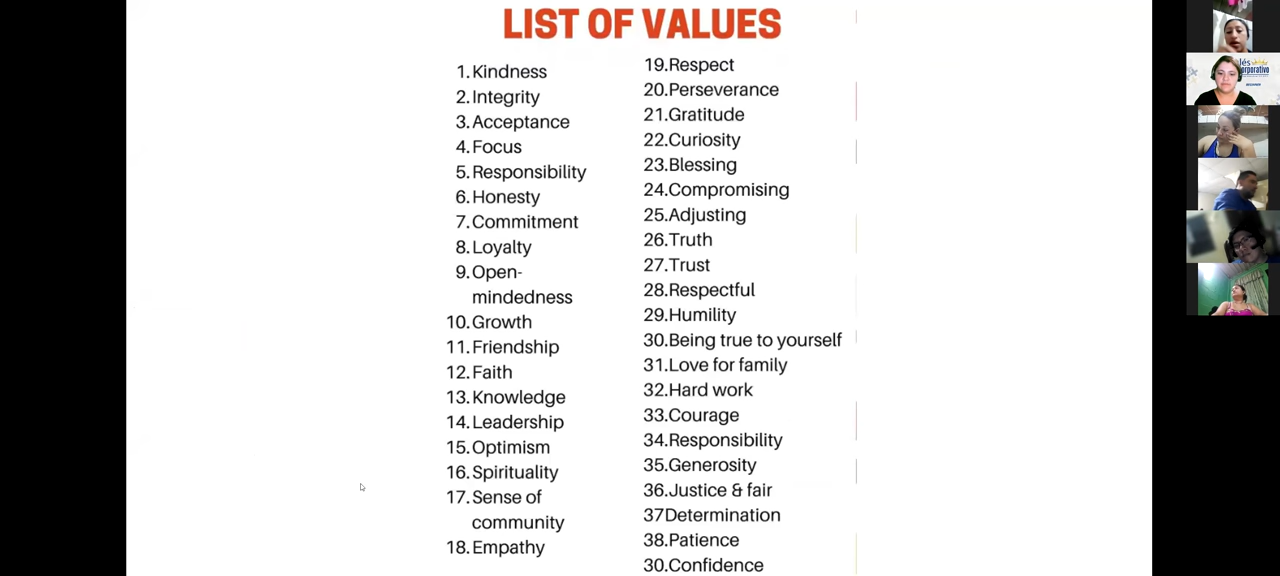 LIST OF VALUES
1. Kindness
2. Integrity
3. Acceptance
4. Focus
5. Responsibility
6. Honesty
7. Commitment
8. Loyalty
9. Open-
mindedness
10. Growth
11. Friendship
12. Faith
13. Knowledge
14. Leadership
15. Optimism
16. Spirituality
17. Sense of
community
18. Empathy
19.Respect
20.Perseverance
21.Gratitude
22.Curiosity
23.Blessing
24.Compromising
25.Adjusting
26.Truth
27.Trust
28.Respectful
29.Humility
30.Being true to yourself
31.Love for family
32.Hard work
33.Courage
34.Responsibility
35.Generosity
36.Justice & fair
37Determination
38.Patience
30.Confidence
lés
orporativo